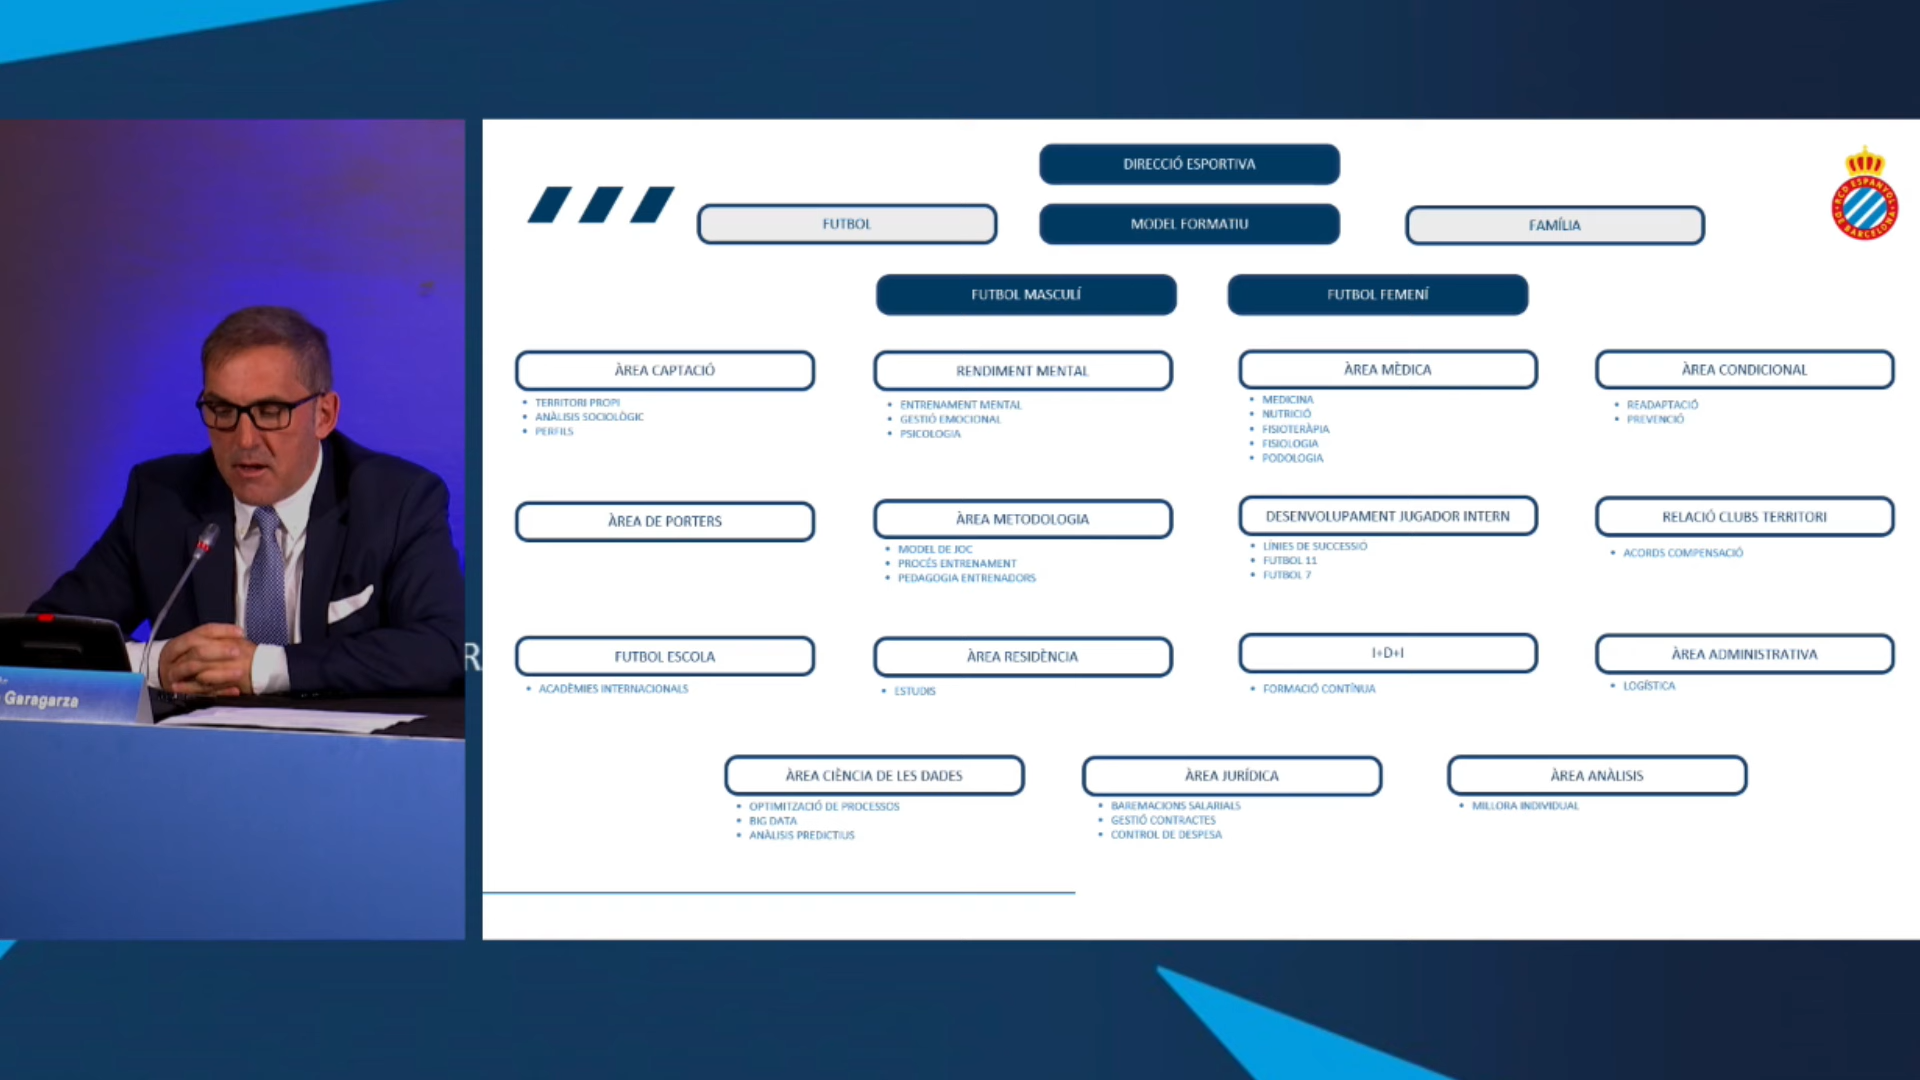 DIRECCIÓ ESPORTIVA
FUTBOL
MODEL FORMATIU
FAMÍLIA
RCD ESPANYOL
DE BARCELONA
FUTBOL MASCULÍ
FUTBOL FEMENÍ
ÀREA CAPTACIÓ
• TERRITORI PROPI
• ANÀLISIS SOCIOLÒGIC
• PERFILS
RENDIMENT MENTAL
• ENTRENAMENT MENTAL
• GESTIÓ EMOCIONAL
• PSICOLOGIA
ÀREA MÈDICA
• MEDICINA
• NUTRICIÓ
• FISIOTERÀPIA
• FISIOLOGIA
• PODOLOGIA
ÀREA CONDICIONAL
• READAPTACIÓ
• PREVENCIÓ
ÀREA DE PORTERS
ÀREA METODOLOGIA
• MODEL DE JOC
• PROCÉS ENTRENAMENT
• PEDAGOGIA ENTRENADORS
DESENVOLUPAMENT JUGADOR INTERN
• LÍNIES DE SUCCESSIÓ
• FUTBOL 11
• FUTBOL 7
RELACIÓ CLUBS TERRITORI
• ACORDS COMPENSACIÓ
FUTBOL ESCOLA
• ACADÈMIES INTERNACIONALS
ÀREA RESIDÈNCIA
• ESTUDIS
I+D+I
• FORMACIÓ CONTÍNUA
ÀREA ADMINISTRATIVA
• LOGÍSTICA
ÀREA CIÈNCIA DE LES DADES
• OPTIMITZACIÓ DE PROCESSOS
• BIG DATA
• ANÀLISIS PREDICTIUS
ÀREA JURÍDICA
• BAREMACIONS SALARIALS
• GESTIÓ CONTRACTES
• CONTROL DE DESPESA
ÀREA ANÀLISIS
• MILLORA INDIVIDUAL
Garagarza
R